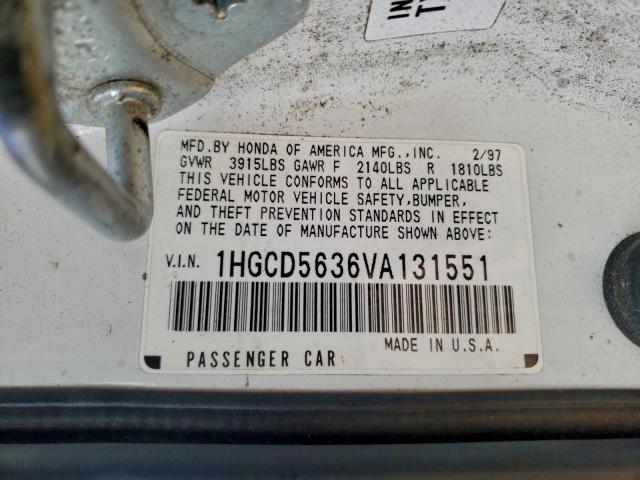 IN
T
MFD.BY HONDA OF AMERICA MFG.,INC. 2/97
GVWR 3915LBS GAWR F 2140LBS R 1810LBS
THIS VEHICLE CONFORMS TO ALL APPLICABLE
FEDERAL MOTOR VEHICLE SAFETY,BUMPER,
AND THEFT PREVENTION STANDARDS IN EFFECT
ON THE DATE OF MANUFACTURE SHOWN ABOVE:
V.I.N. 1HGCD5636VA131551
PASSENGER CAR MADE IN U.S.A.